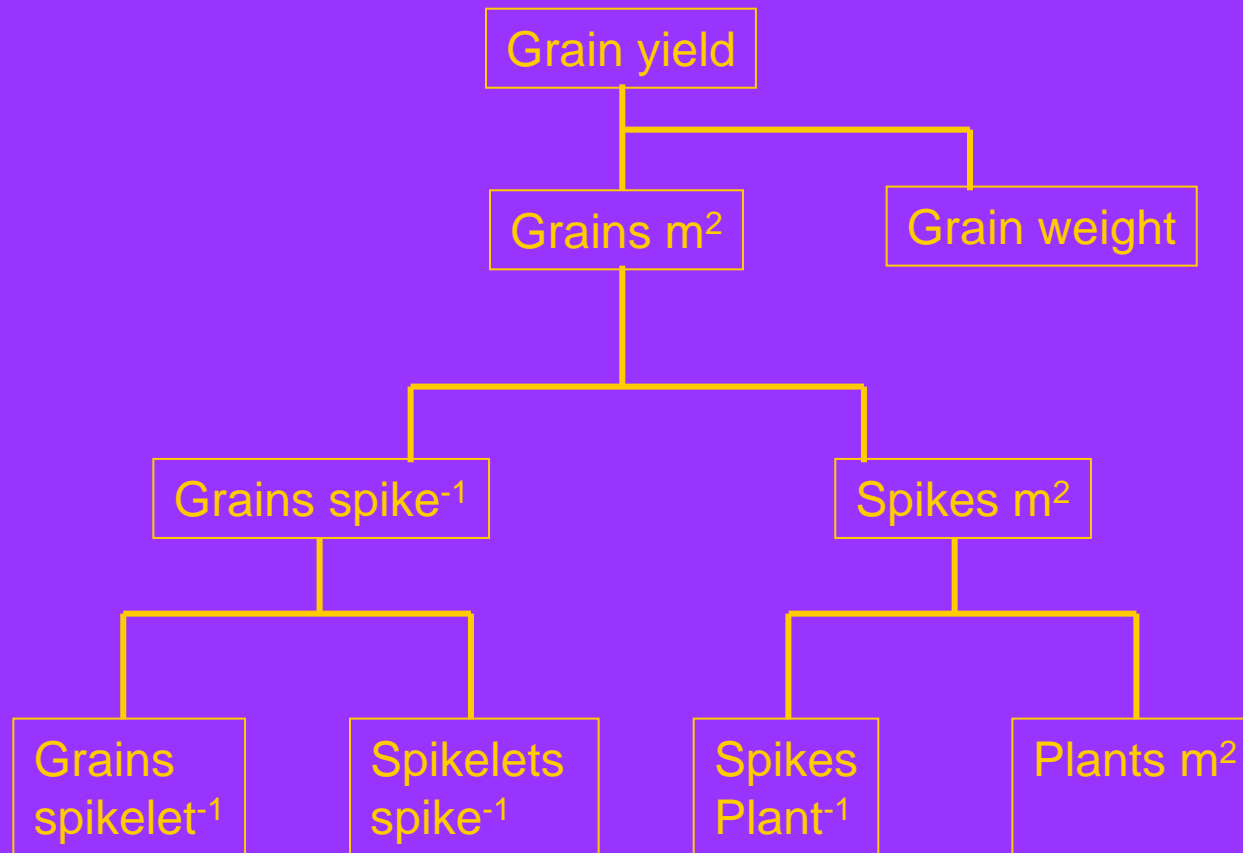 Grain yield
Grains m²
Grain weight
Grains spike⁻¹
Spikes m²
Grains
spikelet⁻¹
Spikelets
spike⁻¹
Spikes
Plant⁻¹
Plants m²